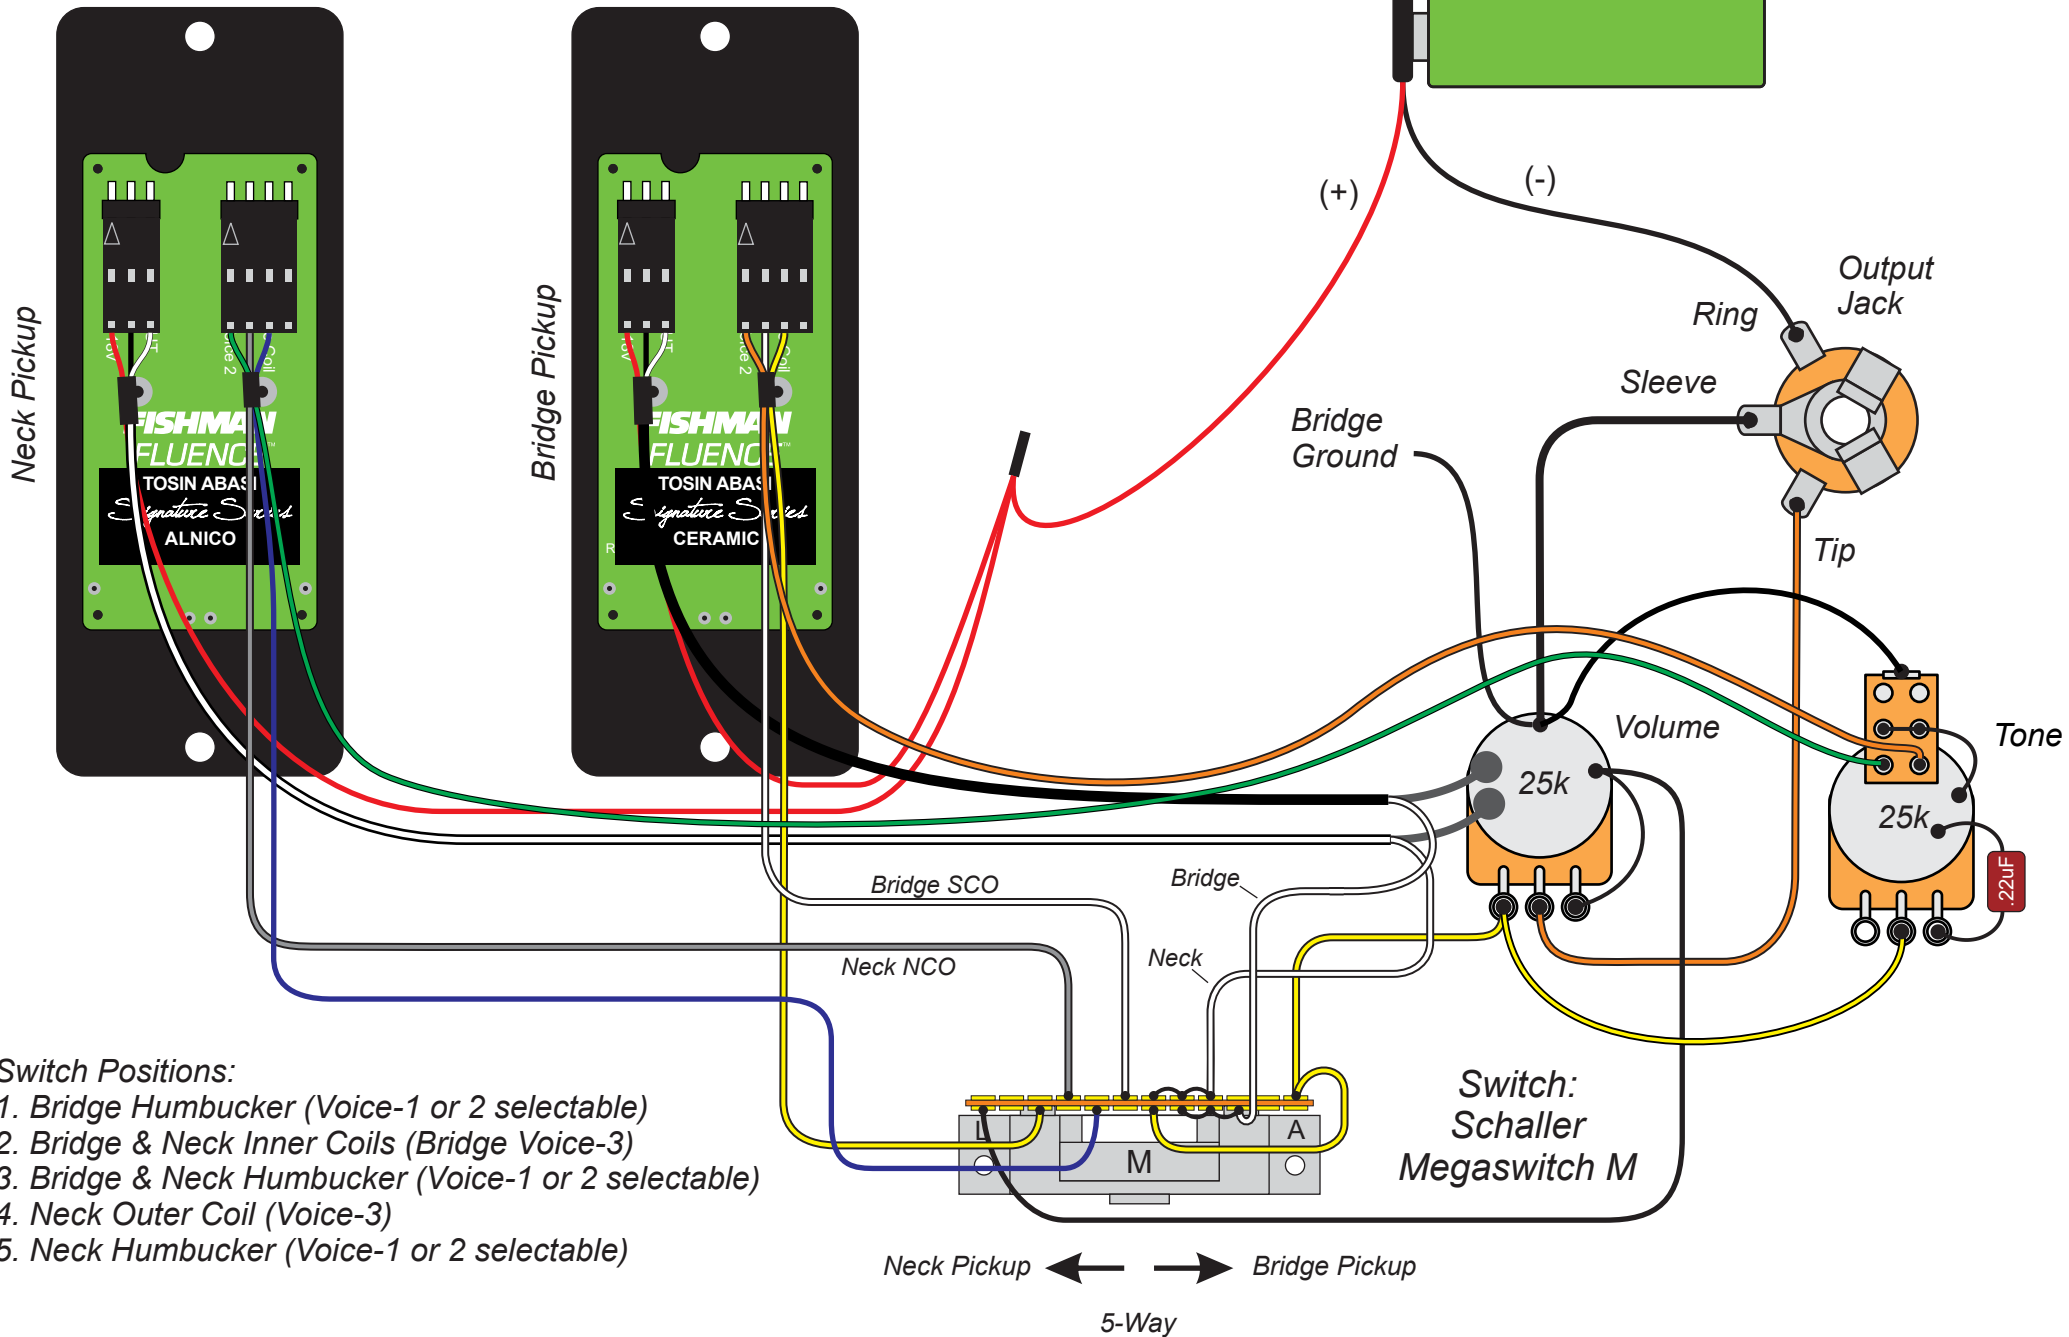 Neck Pickup
FISHMAN
FLUENCE™
TOSIN ABASI
Signature Series
ALNICO
Bridge Pickup
FISHMAN
FLUENCE™
TOSIN ABASI
Signature Series
CERAMIC
(+)
(-)
Output
Jack
Ring
Sleeve
Bridge
Ground
Tip
Volume
25k
Tone
25k
.22uF
Bridge SCO
Bridge
Neck NCO
Neck
Switch Positions:
1. Bridge Humbucker (Voice-1 or 2 selectable)
2. Bridge & Neck Inner Coils (Bridge Voice-3)
3. Bridge & Neck Humbucker (Voice-1 or 2 selectable)
4. Neck Outer Coil (Voice-3)
5. Neck Humbucker (Voice-1 or 2 selectable)
L
A
M
Switch:
Schaller
Megaswitch M
Neck Pickup
Bridge Pickup
5-Way